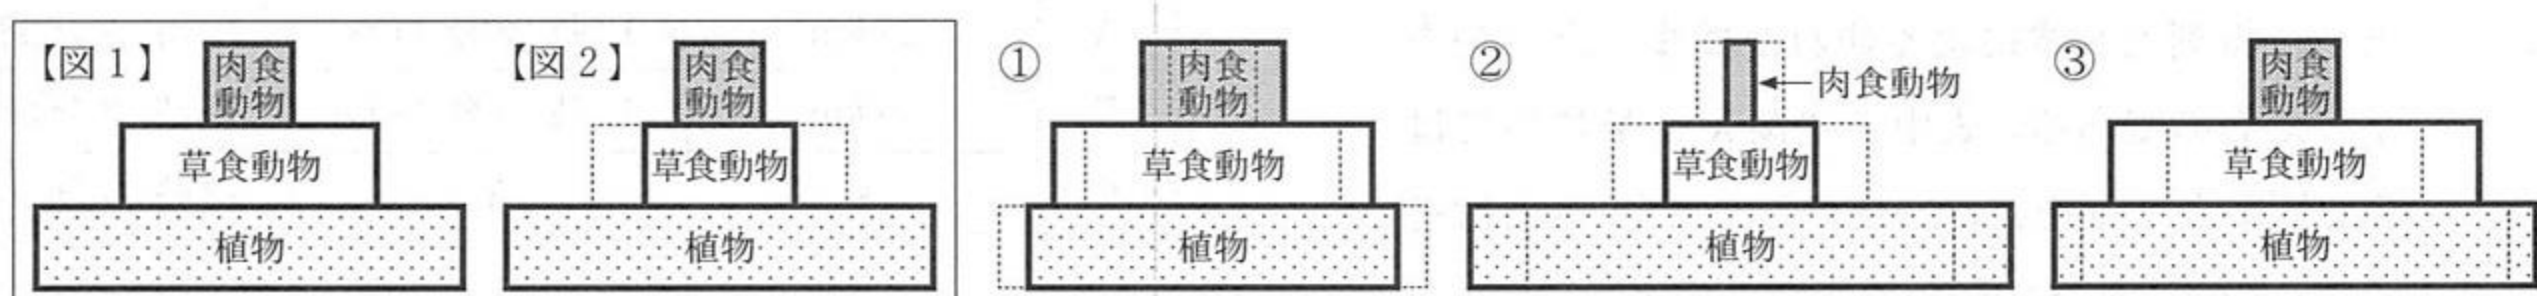 【図1】
肉食
動物
草食動物
植物
【図2】
肉食
動物
草食動物
植物
①
肉食
動物
草食動物
植物
②
肉食動物
草食動物
植物
③
肉食
動物
草食動物
植物